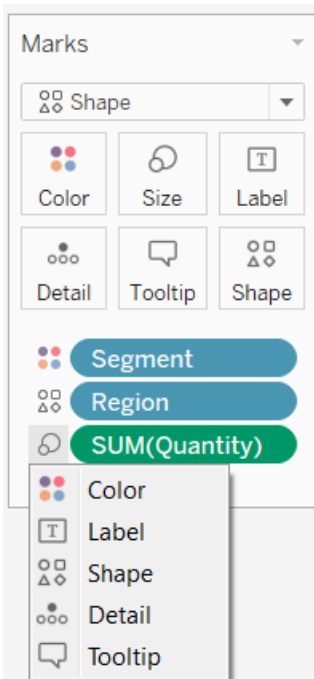 Marks
Shape
Color Size Label
Detail Tooltip Shape
Segment
Region
SUM(Quantity)
Color
T Label
Shape
Detail
Tooltip